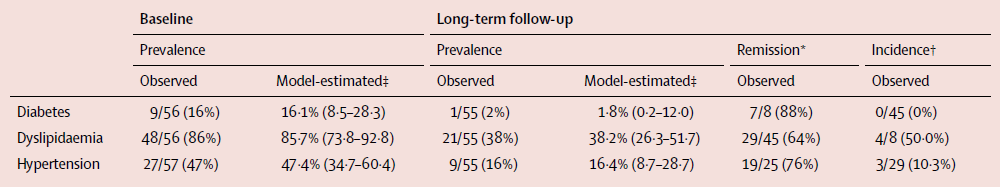 Baseline Long-term follow-up
Prevalence Prevalence Remission* Incidence†
Observed Model-estimated‡ Observed Model-estimated‡ Observed Observed
Diabetes 9/56 (16%) 16·1% (8·5–28·3) 1/55 (2%) 1·8% (0·2–12·0) 7/8 (88%) 0/45 (0%)
Dyslipidaemia 48/56 (86%) 85·7% (73·8–92·8) 21/55 (38%) 38·2% (26·3–51·7) 29/45 (64%) 4/8 (50·0%)
Hypertension 27/57 (47%) 47·4% (34·7–60·4) 9/55 (16%) 16·4% (8·7–28·7) 19/25 (76%) 3/29 (10·3%)